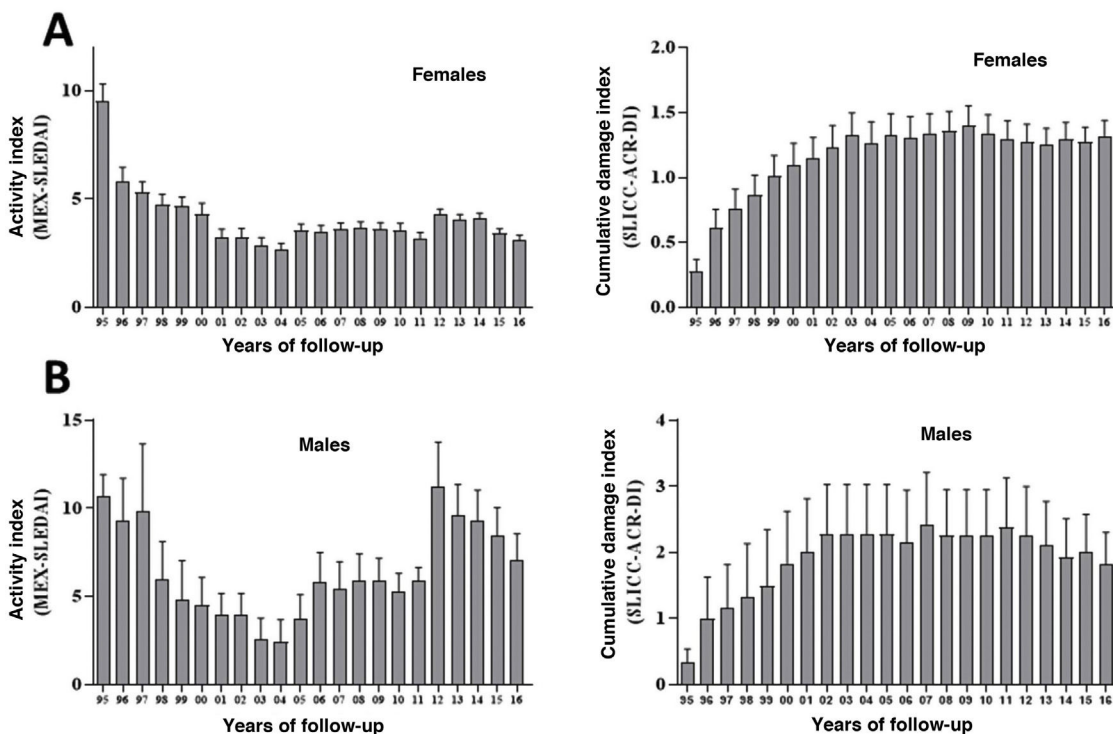 A
Females
Activity index
(MEX-SLEDAI)
10
5
0
95 96 97 98 99 00 01 02 03 04 05 06 07 08 09 10 11 12 13 14 15 16
Years of follow-up
Females
Cumulative damage index
(SLICC-ACR-DI)
2.0
1.5
1.0
0.5
0.0
95 96 97 98 99 00 01 02 03 04 05 06 07 08 09 10 11 12 13 14 15 16
Years of follow-up
B
Males
Activity index
(MEX-SLEDAI)
15
10
5
0
95 96 97 98 99 00 01 02 03 04 05 06 07 08 09 10 11 12 13 14 15 16
Years of follow-up
Males
Cumulative damage index
(SLICC-ACR-DI)
4
3
2
1
0
95 96 97 98 99 00 01 02 03 04 05 06 07 08 09 10 11 12 13 14 15 16
Years of follow-up